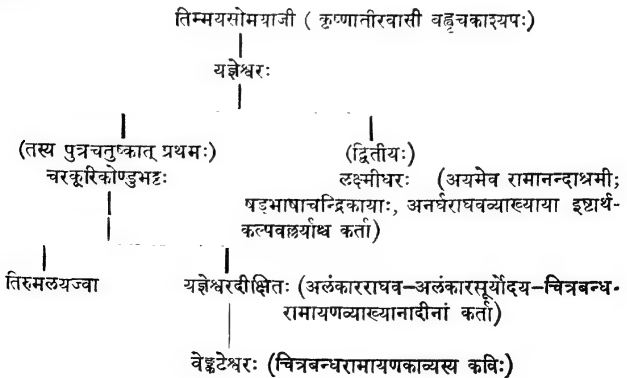 तिम्मयसोमयाजी ( कृष्णातीरवासी बह्वृचकाश्यपः)
यज्ञेश्वरः
(तस्य पुत्रचतुष्कात् प्रथमः)
चरकूरिकोण्डुभट्टः
(द्वितीयः)
लक्ष्मीधरः (अयमेव रामानन्दाश्रमी;
षड्भाषाचन्द्रिकायाः, अनर्घराघवव्याख्याया इष्टार्थ-
कल्पवल्लर्याश्च कर्ता)
तिरुमलयज्वा
यज्ञेश्वरदीक्षितः (अलंकारराघव-अलंकारसूर्योदय-चित्रबन्ध-
रामायणव्याख्यानादीनां कर्ता)
वेङ्कटेश्वरः (चित्रबन्धरामायणकाव्यस्य कविः)